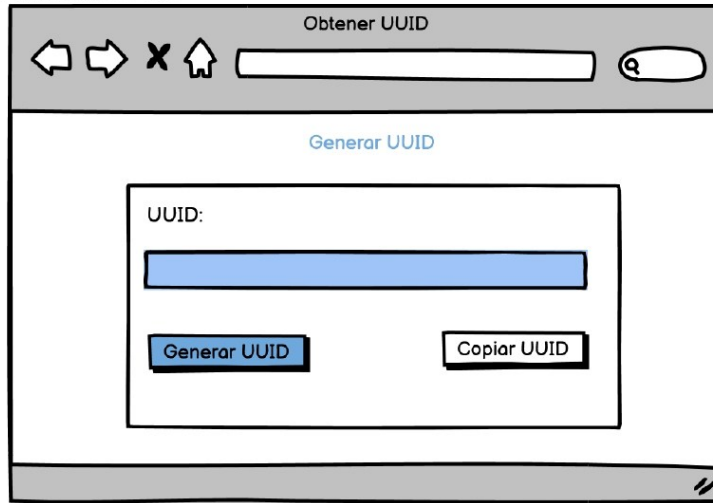 Obtener UUID
Generar UUID
UUID:
Generar UUID
Copiar UUID